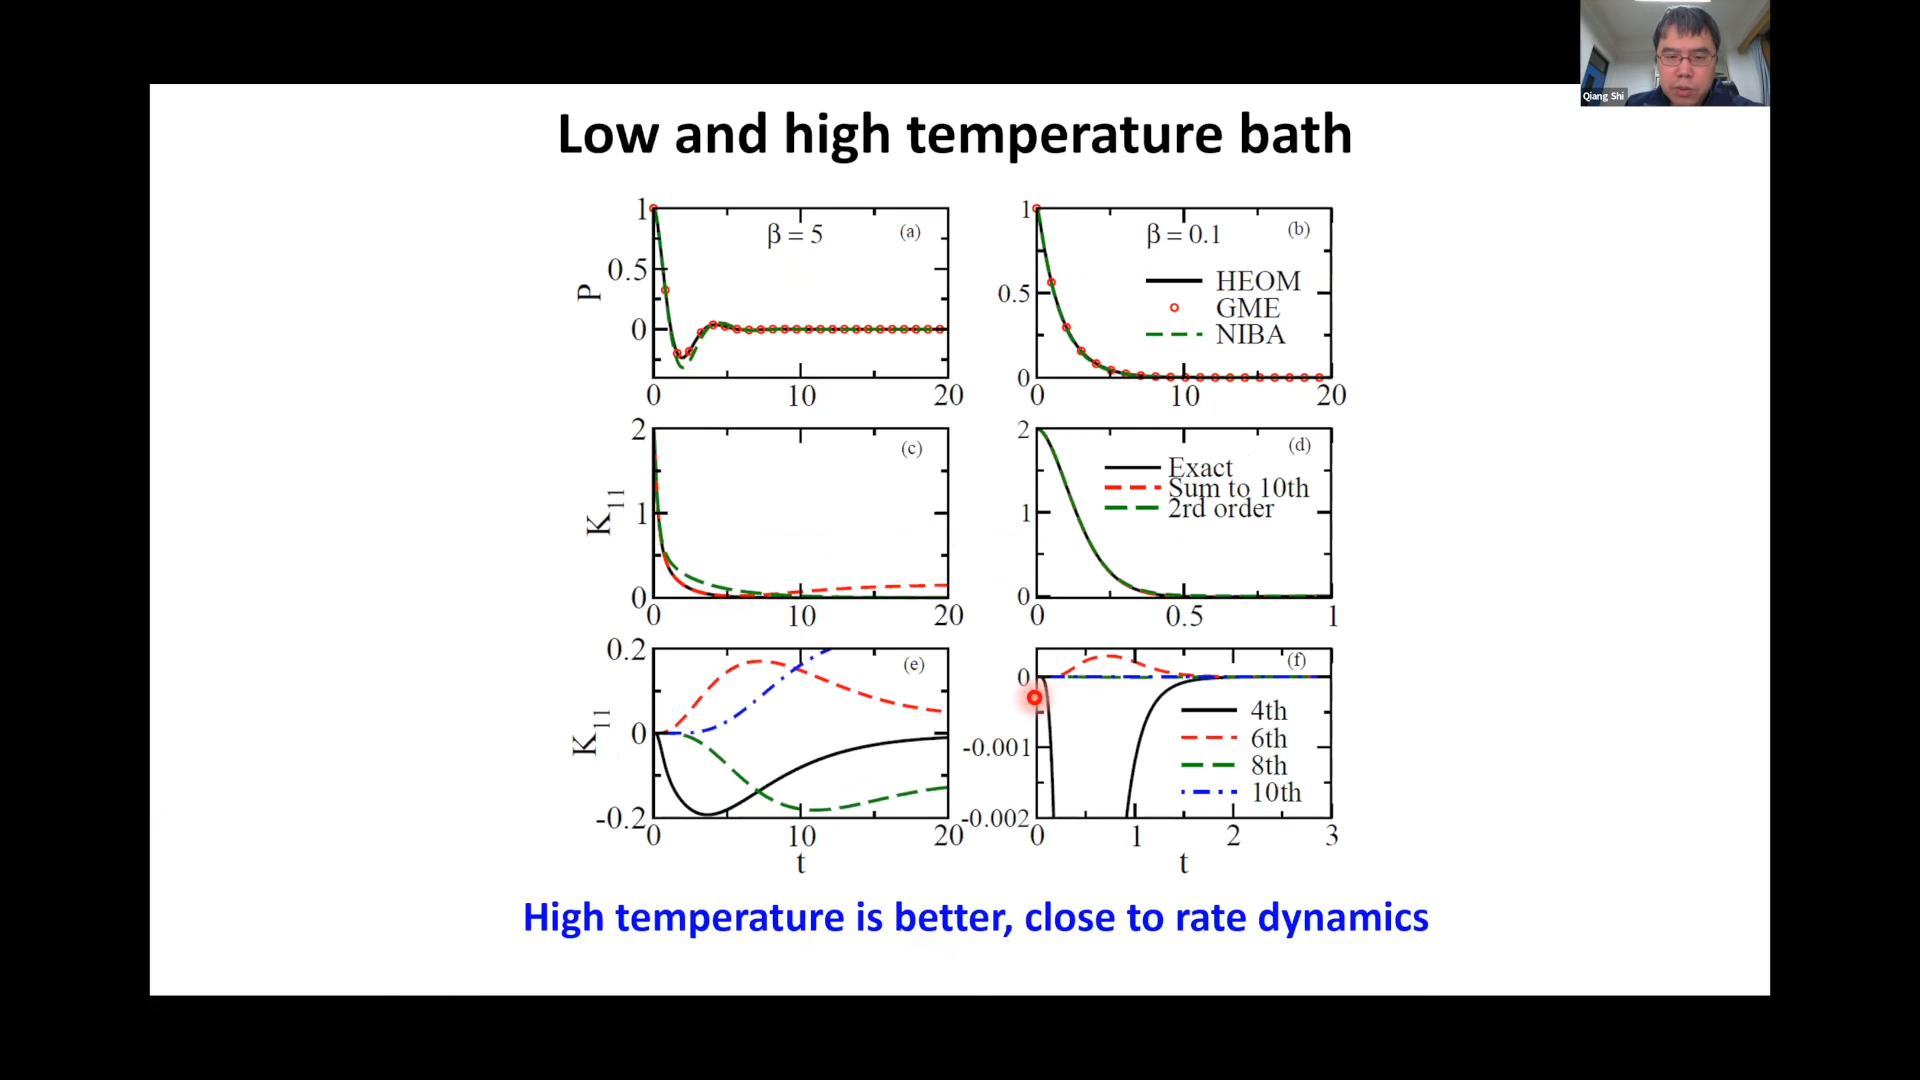 Qiang Shi
Low and high temperature bath
1
0.5
0
P
β = 5
(a)
0
10
20
1
0.5
0
β = 0.1
(b)
HEOM
GME
NIBA
0
10
20
2
1
0
K11
(c)
0
10
20
2
1
0
(d)
Exact
Sum to 10th
2rd order
0
0.5
1
0.2
0
-0.2
K11
(e)
0
10
20
t
0
-0.001
-0.002
(f)
4th
6th
8th
10th
0
1
2
3
t
High temperature is better, close to rate dynamics